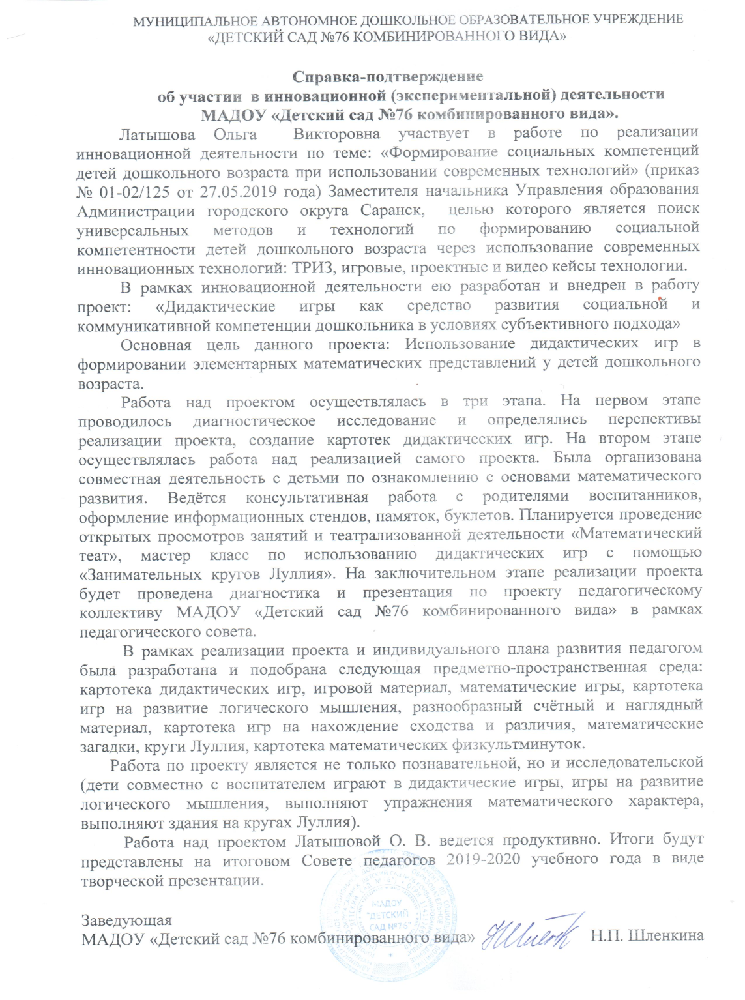 МУНИЦИПАЛЬНОЕ АВТОНОМНОЕ ДОШКОЛЬНОЕ ОБРАЗОВАТЕЛЬНОЕ УЧРЕЖДЕНИЕ
«ДЕТСКИЙ САД №76 КОМБИНИРОВАННОГО ВИДА»
Справка-подтверждение
об участии в инновационной (экспериментальной) деятельности
МАДОУ «Детский сад №76 комбинированного вида».
Латышова Ольга Викторовна участвует в работе по реализации
инновационной деятельности по теме: «Формирование социальных компетенций
детей дошкольного возраста при использовании современных технологий» (приказ
№ 01-02/125 от 27.05.2019 года) Заместителя начальника Управления образования
Администрации городского округа Саранск, целью которого является поиск
универсальных методов и технологий по формированию социальной
компетентности детей дошкольного возраста через использование современных
инновационных технологий: ТРИЗ, игровые, проектные и видео кейсы технологии.
В рамках инновационной деятельности ею разработан и внедрен в работу
проект: «Дидактические игры как средство развития социальной и
коммуникативной компетенции дошкольника в условиях субъективного подхода»
Основная цель данного проекта: Использование дидактических игр в
формировании элементарных математических представлений у детей дошкольного
возраста.
Работа над проектом осуществлялась в три этапа. На первом этапе
проводилось диагностическое исследование и определялись перспективы
реализации проекта, создание картотек дидактических игр. На втором этапе
осуществлялась работа над реализацией самого проекта. Была организована
совместная деятельность с детьми по ознакомлению с основами математического
развития. Ведётся консультативная работа с родителями воспитанников,
оформление информационных стендов, памяток, буклетов. Планируется проведение
открытых просмотров занятий и театрализованной деятельности «Математический
теат», мастер класс по использованию дидактических игр с помощью
«Занимательных кругов Луллия». На заключительном этапе реализации проекта
будет проведена диагностика и презентация по проекту педагогическому
коллективу МАДОУ «Детский сад №76 комбинированного вида» в рамках
педагогического совета.
В рамках реализации проекта и индивидуального плана развития педагогом
была разработана и подобрана следующая предметно-пространственная среда:
картотека дидактических игр, игровой материал, математические игры, картотека
игр на развитие логического мышления, разнообразный счётный и наглядный
материал, картотека игр на нахождение сходства и различия, математические
загадки, круги Луллия, картотека математических физкультминуток.
Работа по проекту является не только познавательной, но и исследовательской
(дети совместно с воспитателем играют в дидактические игры, игры на развитие
логического мышления, выполняют упражнения математического характера,
выполняют здания на кругах Луллия).
Работа над проектом Латышовой О. В. ведется продуктивно. Итоги будут
представлены на итоговом Совете педагогов 2019-2020 учебного года в виде
творческой презентации.
МАДОУ
"ДЕТСКИЙ
САД №76"
Заведующая
МАДОУ «Детский сад №76 комбинированного вида» Н.П. Шленкина